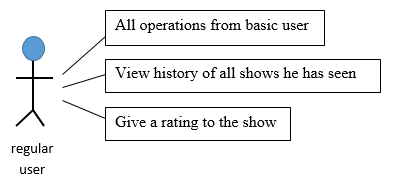 All operations from basic user
View history of all shows he has seen
Give a rating to the show
regular
user